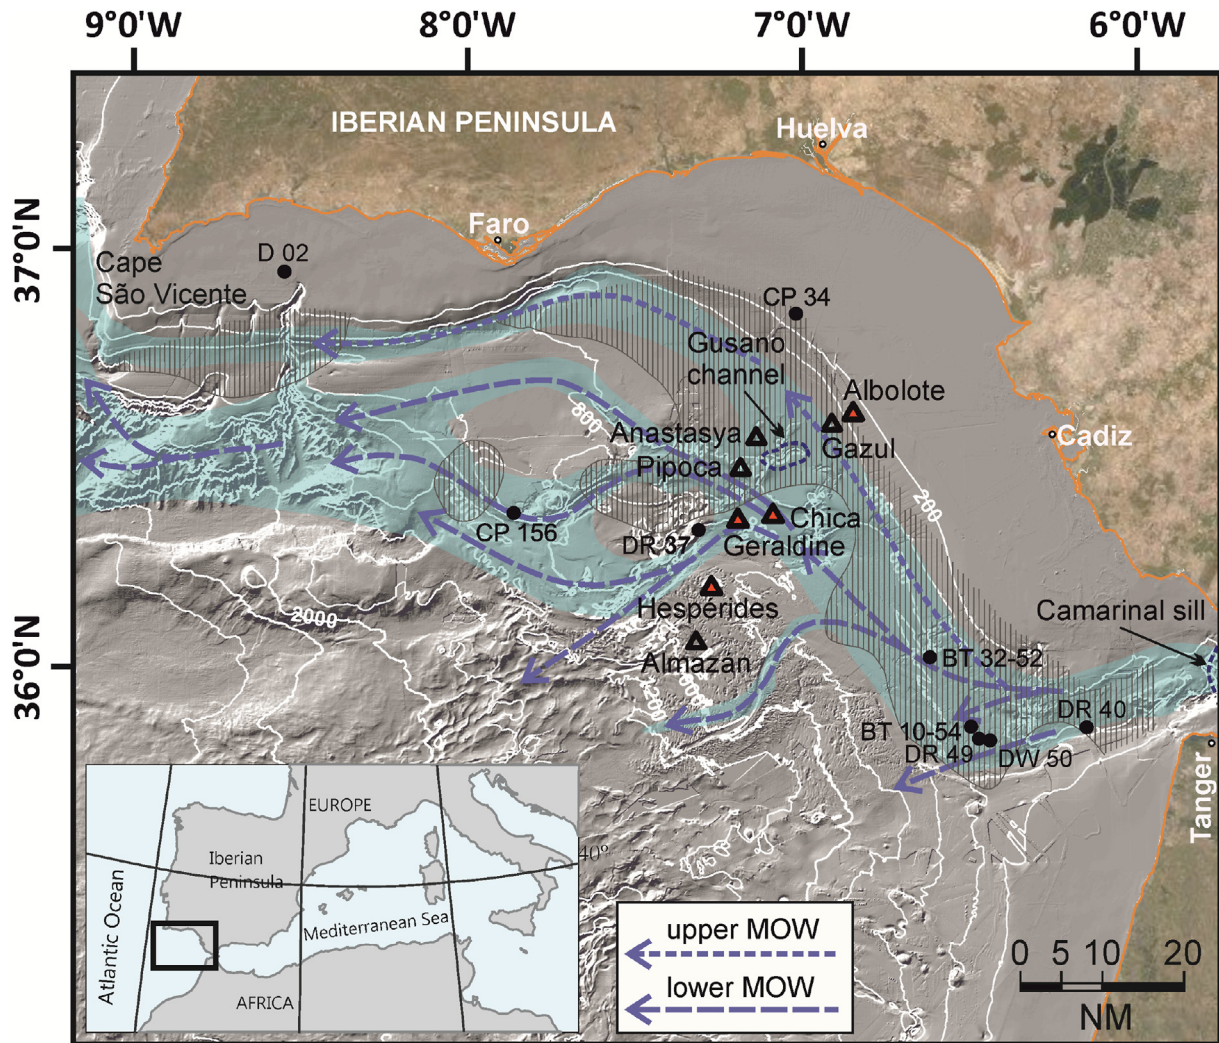 9°0'W 8°0'W 7°0'W 6°0'W
IBERIAN PENINSULA
Huelva
Faro
37°0'N
D 02
Cape
São Vicente
CP 34
Gusano
channel
Albolote
800
Anastasya
Gazul
Cadiz
Pipoca
200
Chica
CP 156
DR 37
Geraldine
Hespérides
Camarinal sill
2000
36°0'N
Almazán
BT 32-52
1200
DR 40
BT 10-54
DR 49
DW 50
Tanger
EUROPE
40°
Iberian
Peninsula
Atlantic Ocean
Mediterranean Sea
AFRICA
upper MOW
lower MOW
0 5 10 20
NM